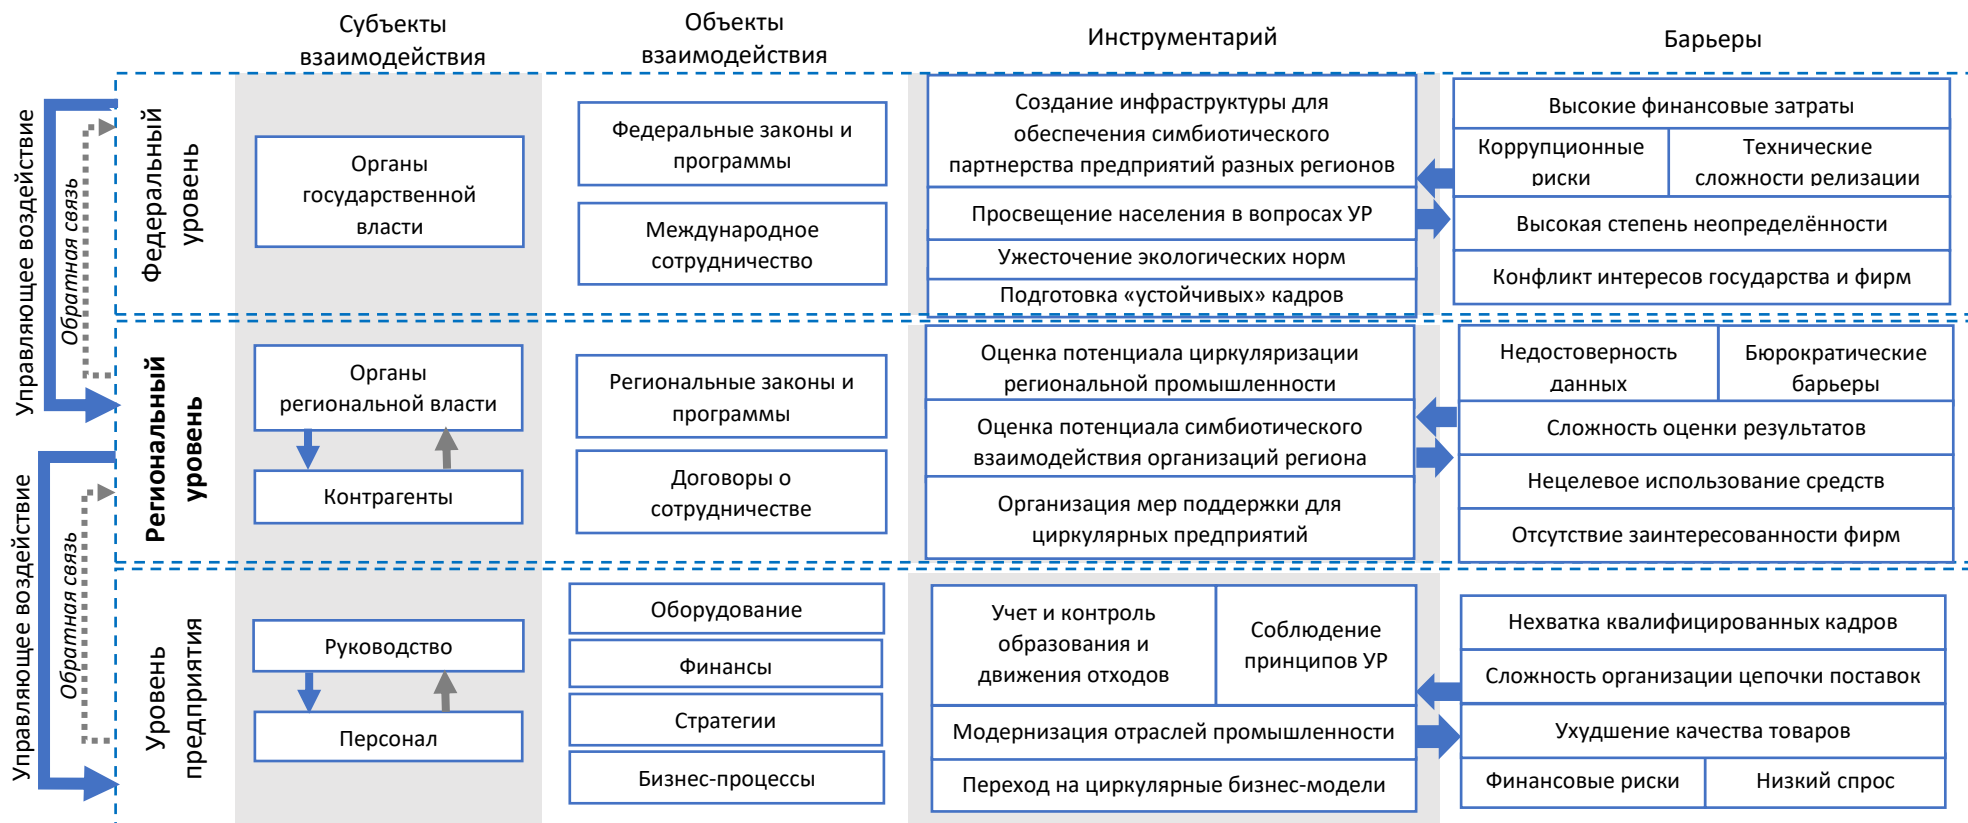 Субъекты
взаимодействия
Объекты
взаимодействия
Инструментарий
Барьеры
Управляющее воздействие
Обратная связь
Федеральный
уровень
Органы
государственной
власти
Федеральные законы и
программы
Международное
сотрудничество
Создание инфраструктуры для
обеспечения симбиотического
партнерства предприятий разных регионов
Просвещение населения в вопросах УР
Ужесточение экологических норм
Подготовка «устойчивых» кадров
Высокие финансовые затраты
Коррупционные
риски
Технические
сложности релизации
Высокая степень неопределённости
Конфликт интересов государства и фирм
Региональный
уровень
Органы
региональной власти
Контрагенты
Региональные законы и
программы
Договоры о
сотрудничестве
Оценка потенциала циркуляризации
региональной промышленности
Оценка потенциала симбиотического
взаимодействия организаций региона
Организация мер поддержки для
циркулярных предприятий
Недостоверность
данных
Бюрократические
барьеры
Сложность оценки результатов
Нецелевое использование средств
Отсутствие заинтересованности фирм
Управляющее воздействие
Обратная связь
Уровень
предприятия
Руководство
Персонал
Оборудование
Финансы
Стратегии
Бизнес-процессы
Учет и контроль
образования и
движения отходов
Соблюдение
принципов УР
Модернизация отраслей промышленности
Переход на циркулярные бизнес-модели
Нехватка квалифицированных кадров
Сложность организации цепочки поставок
Ухудшение качества товаров
Финансовые риски
Низкий спрос